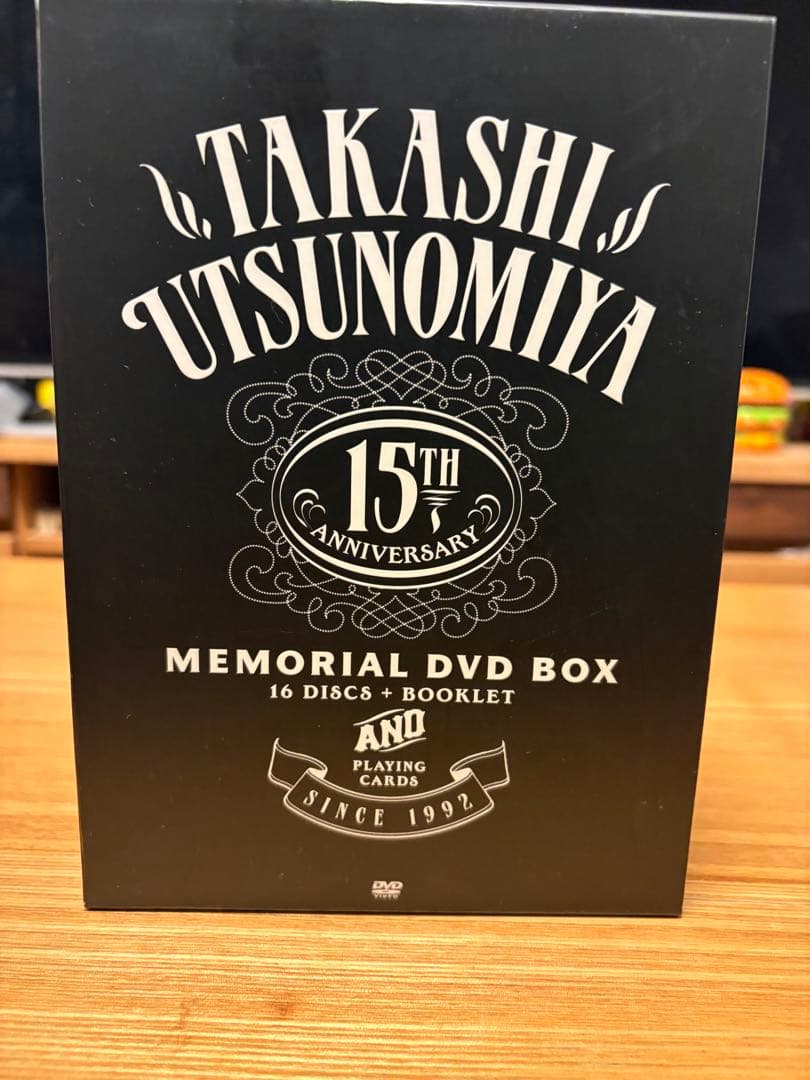 TAKASHI
UTSUNOMIYA
15TH
ANNIVERSARY
MEMORIAL DVD BOX
16 DISCS + BOOKLET
AND
PLAYING
CARDS
SINCE 1992
DVD
VIDEO